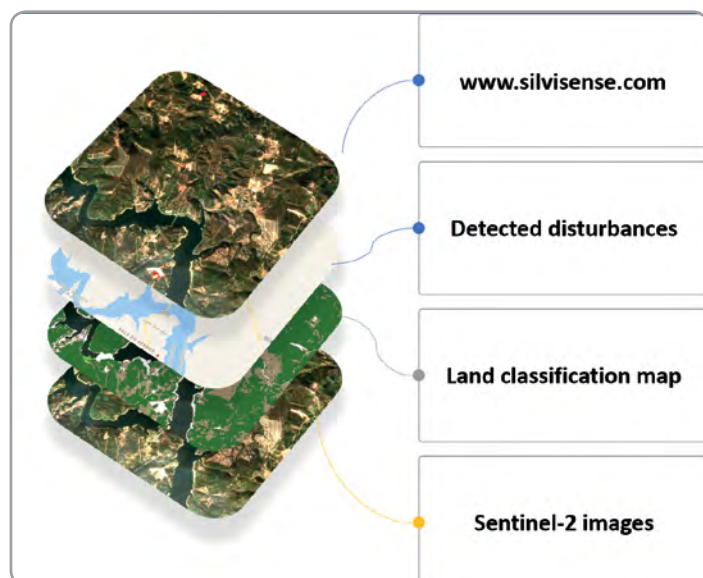 www.silvisense.com
Detected disturbances
Land classification map
Sentinel-2 images